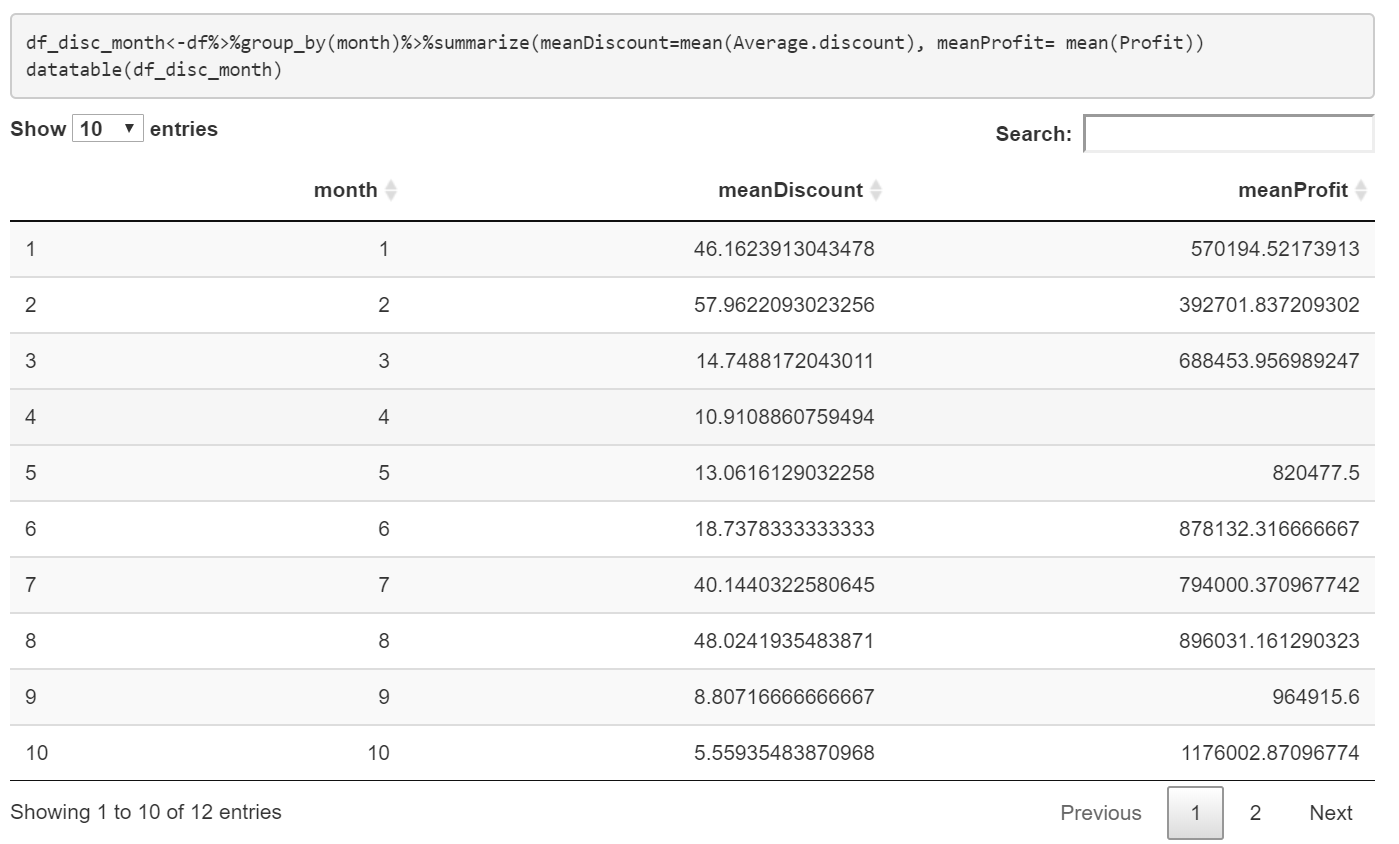 df_disc_month<-df%>%group_by(month)%>%summarize(meanDiscount=mean(Average.discount), meanProfit= mean(Profit))
datatable(df_disc_month)
Show 10 entries Search:
month meanDiscount meanProfit
1 1 46.1623913043478 570194.52173913
2 2 57.9622093023256 392701.837209302
3 3 14.7488172043011 688453.956989247
4 4 10.9108860759494
5 5 13.0616129032258 820477.5
6 6 18.7378333333333 878132.316666667
7 7 40.1440322580645 794000.370967742
8 8 48.0241935483871 896031.161290323
9 9 8.80716666666667 964915.6
10 10 5.55935483870968 1176002.87096774
Showing 1 to 10 of 12 entries Previous 1 2 Next